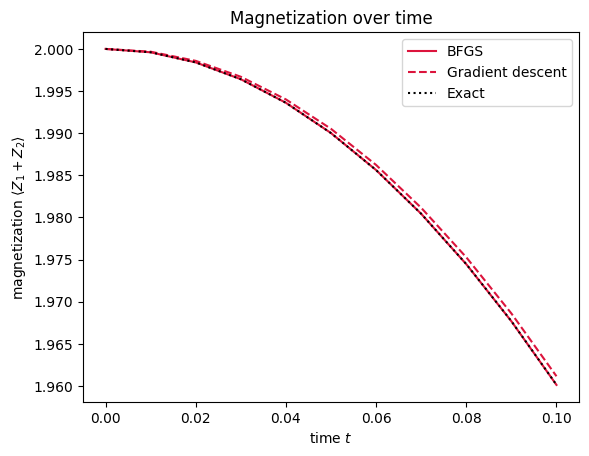 Magnetization over time
BFGS
Gradient descent
Exact
magnetization ⟨Z₁ + Z₂⟩
2.000
1.995
1.990
1.985
1.980
1.975
1.970
1.965
1.960
0.00 0.02 0.04 0.06 0.08 0.10
time t